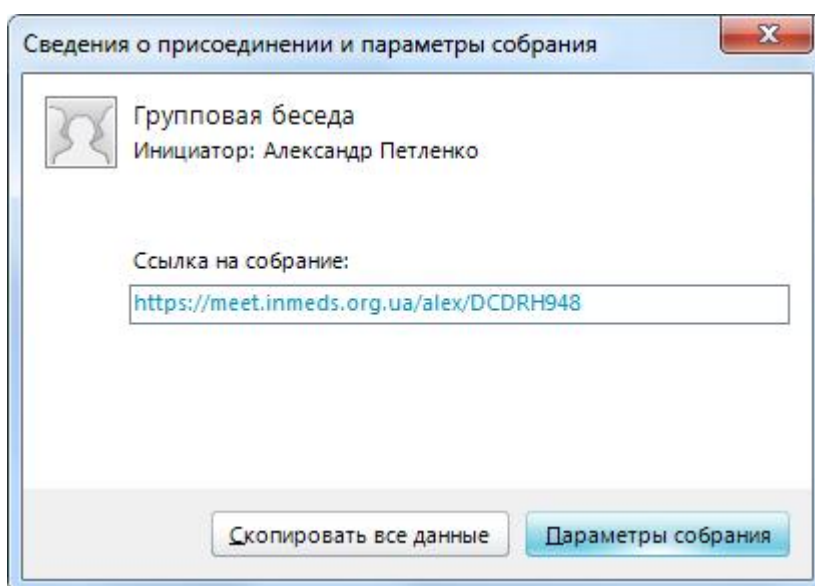 Сведения о присоединении и параметры собрания
Групповая беседа
Инициатор: Александр Петленко
Ссылка на собрание:
https://meet.inmeds.org.ua/alex/DCDRH948
Скопировать все данные
Параметры собрания